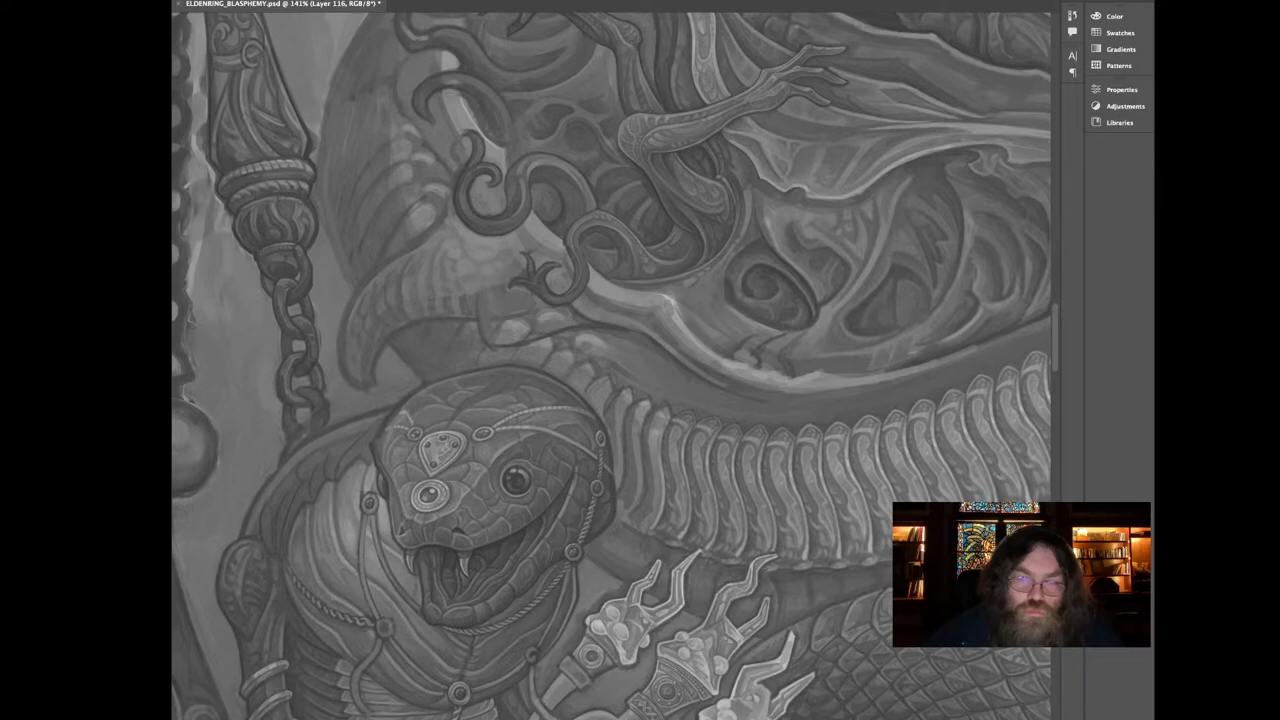 × ELDENRING_BLASPHEMY.psd @ 141% (Layer 116, RGB/8*) *
Color
Swatches
Gradients
Patterns
Properties
Adjustments
Libraries